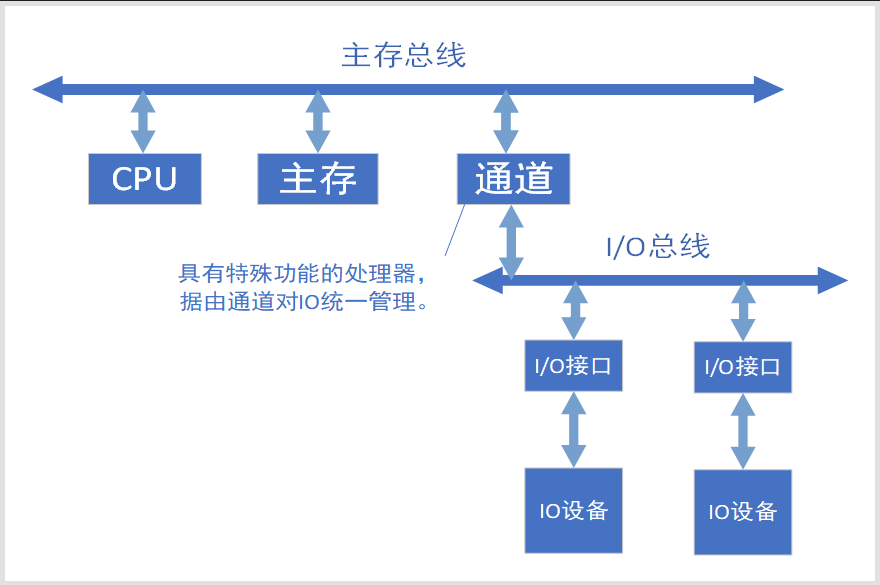 主存总线
CPU
主存
通道
I/O总线
具有特殊功能的处理器，
据由通道对IO统一管理。
I/O接口
I/O接口
IO设备
IO设备